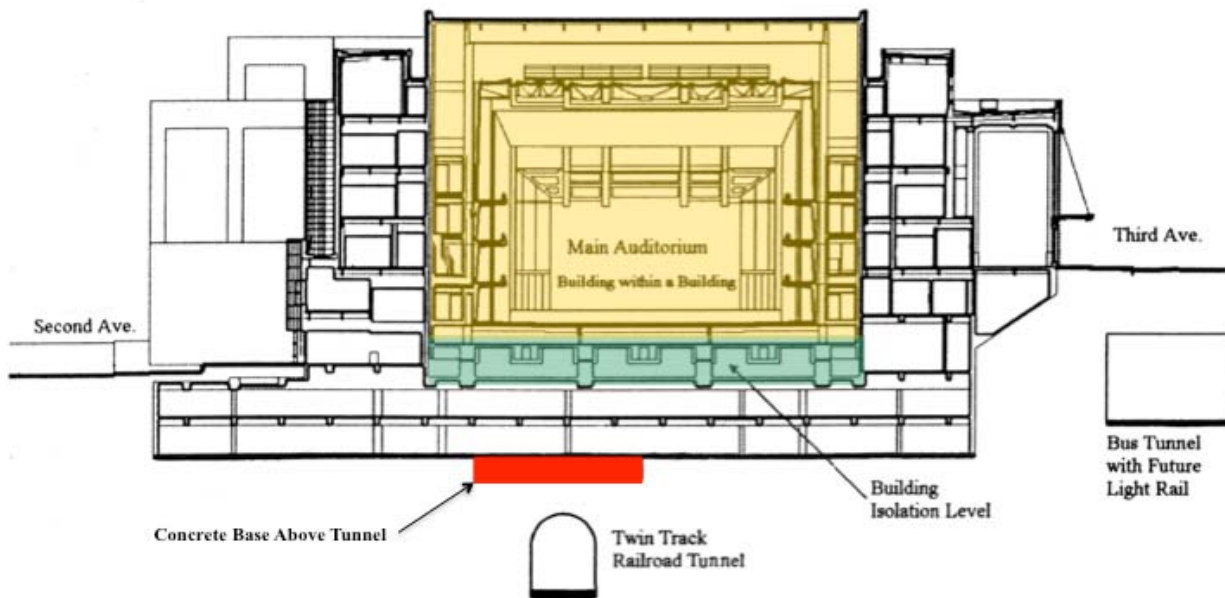 Third Ave.
Main Auditorium
Building within a Building
Second Ave.
Bus Tunnel
with Future
Light Rail
Building
Isolation Level
Concrete Base Above Tunnel
Twin Track
Railroad Tunnel